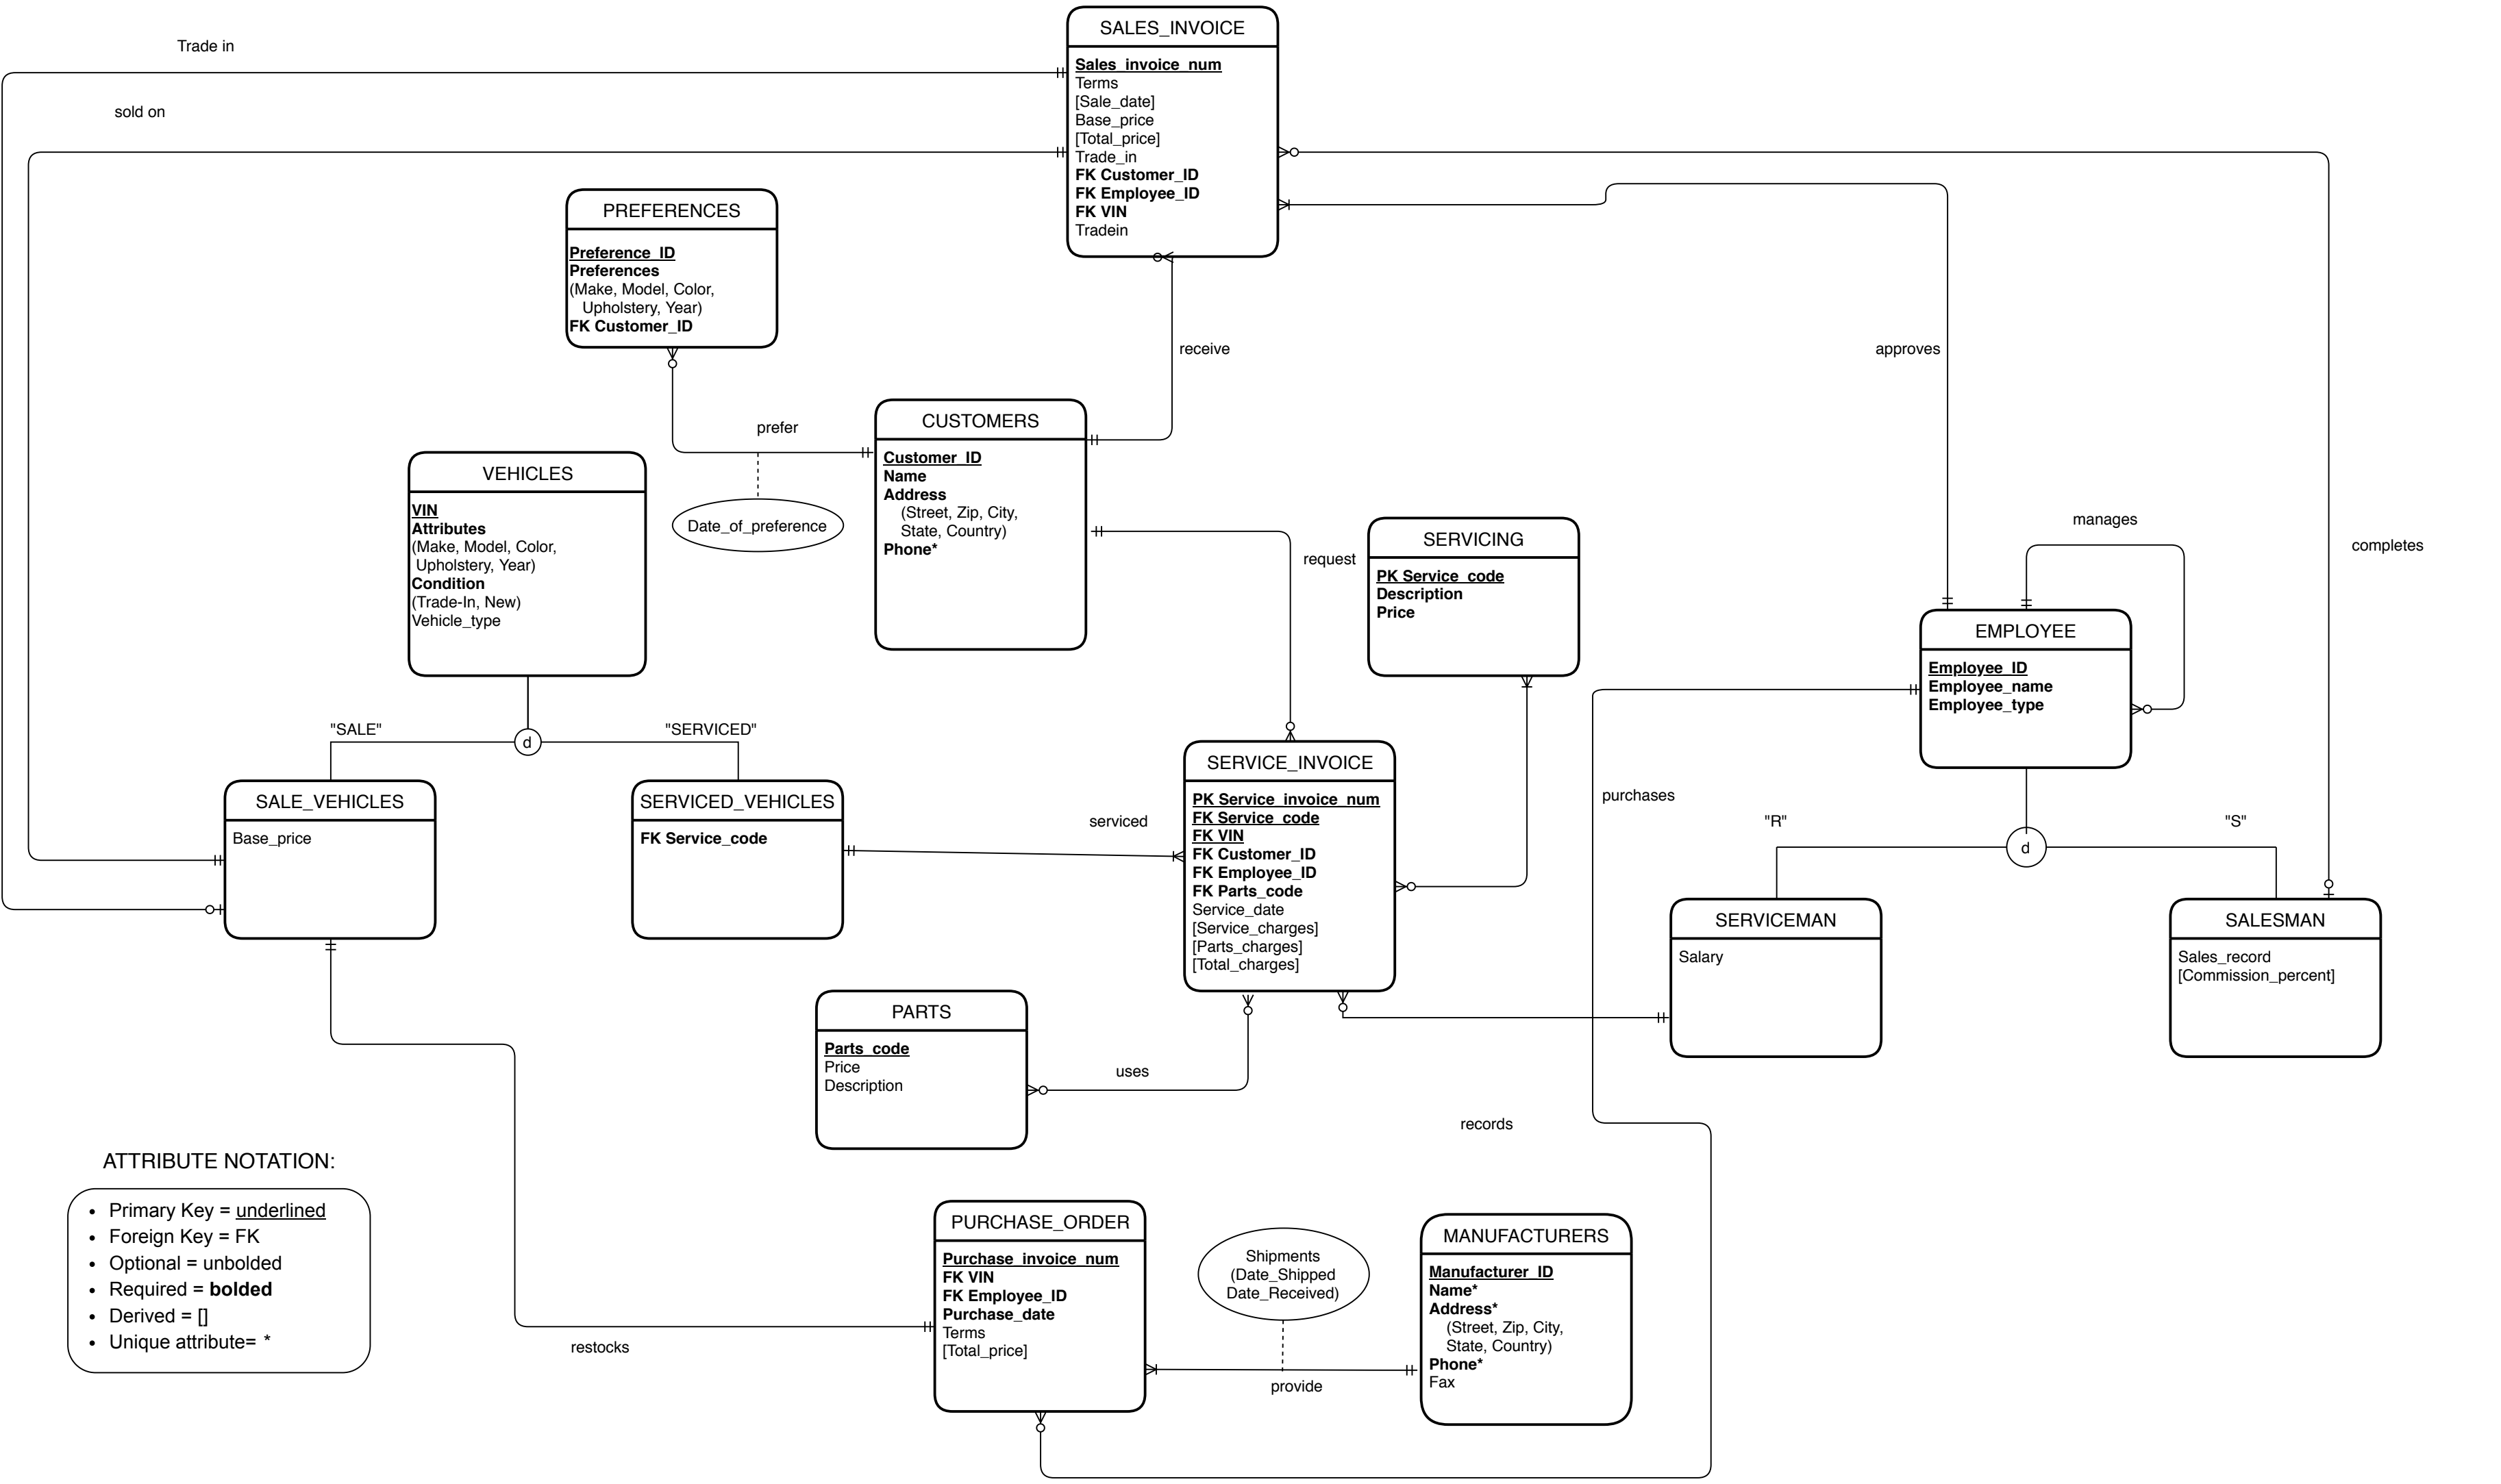 SALES_INVOICE
Sales_invoice_num
Terms
[Sale_date]
Base_price
[Total_price]
Trade_in
FK Customer_ID
FK Employee_ID
FK VIN
Tradein
Trade in
sold on
PREFERENCES
Preference_ID
Preferences
(Make, Model, Color,
Upholstery, Year)
FK Customer_ID
receive
approves
prefer
Date_of_preference
CUSTOMERS
Customer_ID
Name
Address
(Street, Zip, City,
State, Country)
Phone*
VEHICLES
VIN
Attributes
(Make, Model, Color,
Upholstery, Year)
Condition
(Trade-In, New)
Vehicle_type
request
SERVICING
PK Service_code
Description
Price
manages
completes
EMPLOYEE
Employee_ID
Employee_name
Employee_type
"SALE"
d
"SERVICED"
SALE_VEHICLES
Base_price
SERVICED_VEHICLES
FK Service_code
serviced
SERVICE_INVOICE
PK Service_invoice_num
FK Service_code
FK VIN
FK Customer_ID
FK Employee_ID
FK Parts_code
Service_date
[Service_charges]
[Parts_charges]
[Total_charges]
purchases
"R"
d
"S"
SERVICEMAN
Salary
SALESMAN
Sales_record
[Commission_percent]
PARTS
Parts_code
Price
Description
uses
records
ATTRIBUTE NOTATION:
• Primary Key = underlined
• Foreign Key = FK
• Optional = unbolded
• Required = bolded
• Derived = []
• Unique attribute= *
restocks
PURCHASE_ORDER
Purchase_invoice_num
FK VIN
FK Employee_ID
Purchase_date
Terms
[Total_price]
Shipments
(Date_Shipped
Date_Received)
provide
MANUFACTURERS
Manufacturer_ID
Name*
Address*
(Street, Zip, City,
State, Country)
Phone*
Fax